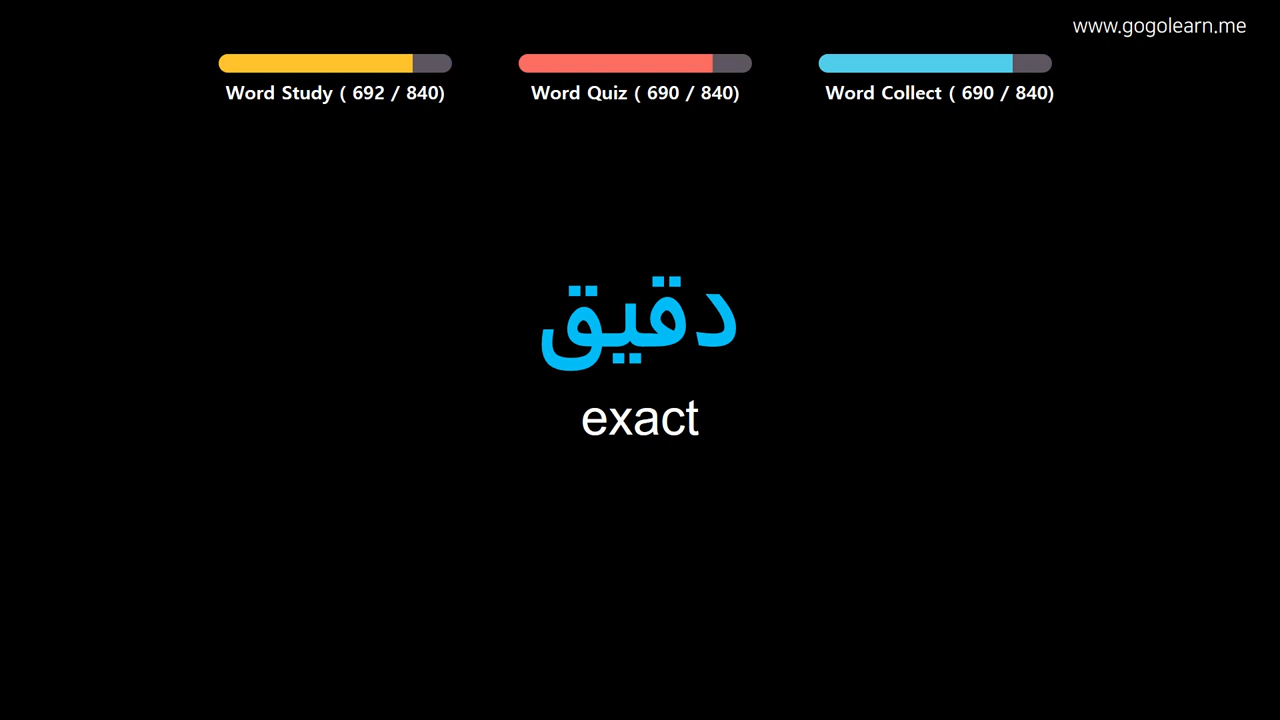 www.gogolearn.me
Word Study ( 692 / 840)
Word Quiz ( 690 / 840)
Word Collect ( 690 / 840)
دقيق
exact